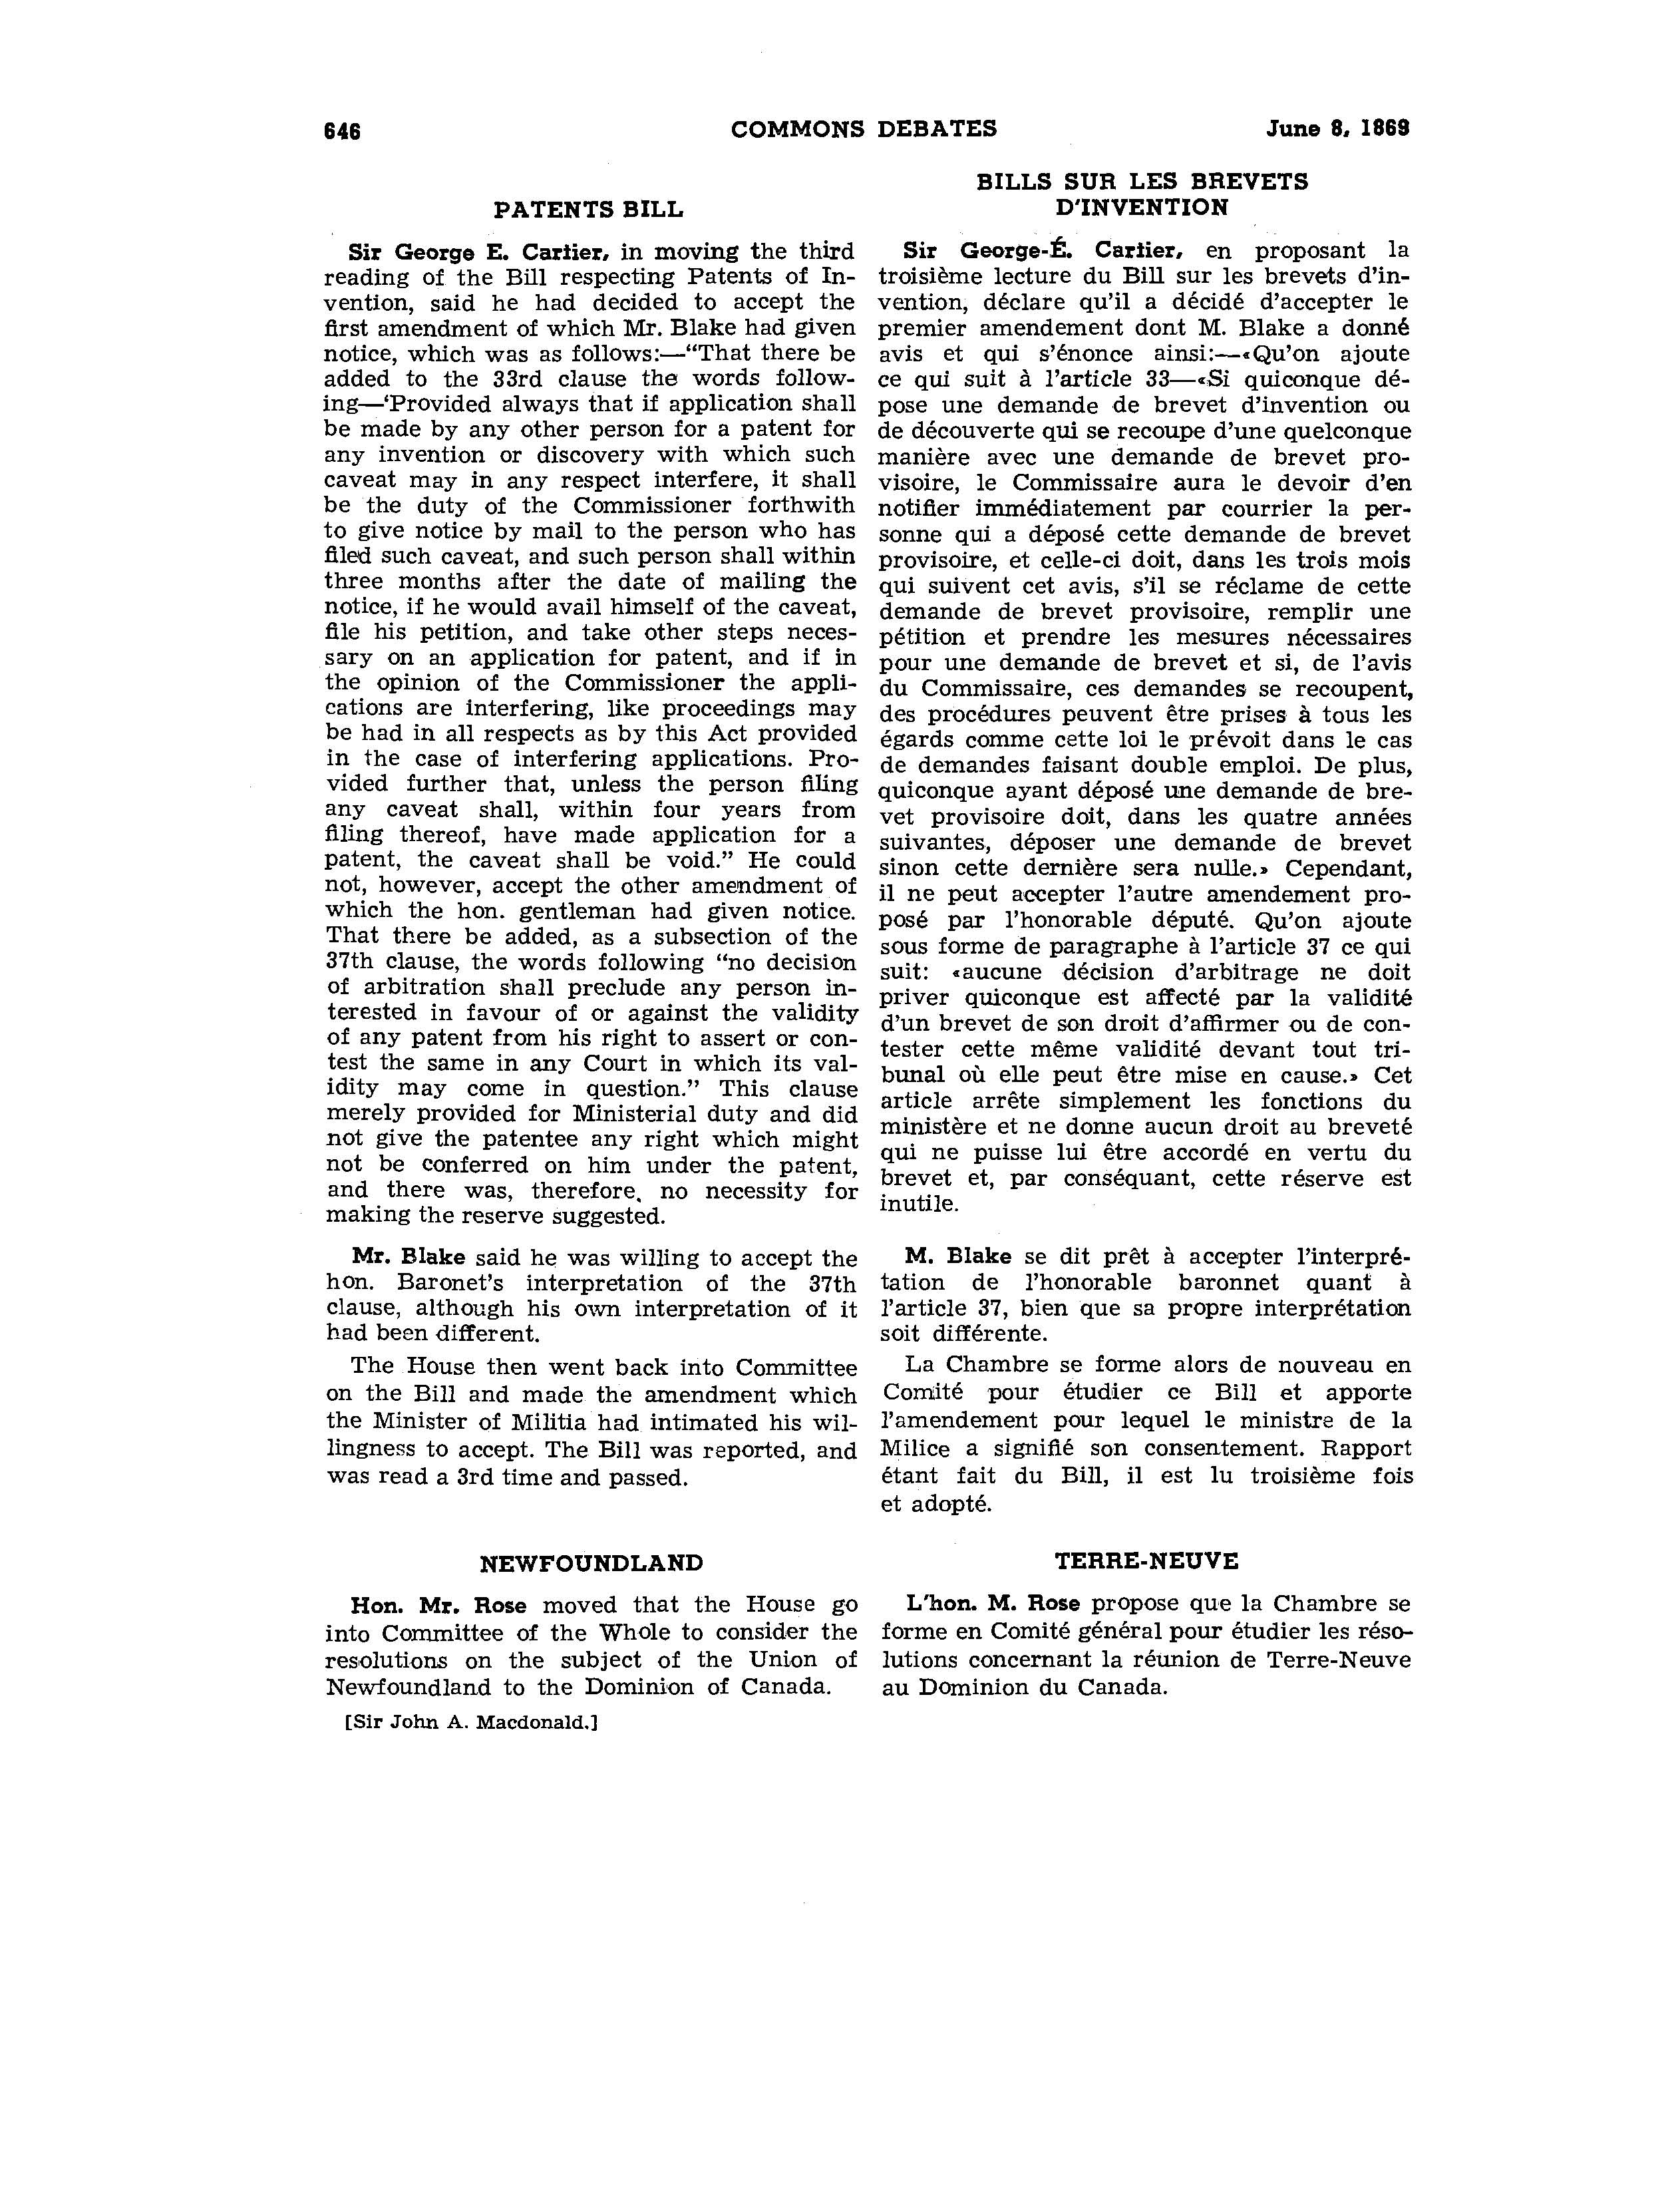 646
COMMONS DEBATES
June 8, 1869
PATENTS BILL
Sir George E. Cartier, in moving the third
reading of the Bill respecting Patents of In-
vention, said he had decided to accept the
first amendment of which Mr. Blake had given
notice, which was as follows:—“That there be
added to the 33rd clause the words follow-
ing—‘Provided always that if application shall
be made by any other person for a patent for
any invention or discovery with which such
caveat may in any respect interfere, it shall
be the duty of the Commissioner forthwith
to give notice by mail to the person who has
filed such caveat, and such person shall within
three months after the date of mailing the
notice, if he would avail himself of the caveat,
file his petition, and take other steps neces-
sary on an application for patent, and if in
the opinion of the Commissioner the appli-
cations are interfering, like proceedings may
be had in all respects as by this Act provided
in the case of interfering applications. Pro-
vided further that, unless the person filing
any caveat shall, within four years from
filing thereof, have made application for a
patent, the caveat shall be void.” He could
not, however, accept the other amendment of
which the hon. gentleman had given notice.
That there be added, as a subsection of the
37th clause, the words following “no decision
of arbitration shall preclude any person in-
terested in favour of or against the validity
of any patent from his right to assert or con-
test the same in any Court in which its val-
idity may come in question.” This clause
merely provided for Ministerial duty and did
not give the patentee any right which might
not be conferred on him under the patent,
and there was, therefore, no necessity for
making the reserve suggested.
Mr. Blake said he was willing to accept the
hon. Baronet’s interpretation of the 37th
clause, although his own interpretation of it
had been different.
The House then went back into Committee
on the Bill and made the amendment which
the Minister of Militia had intimated his wil-
lingness to accept. The Bill was reported, and
was read a 3rd time and passed.
NEWFOUNDLAND
Hon. Mr. Rose moved that the House go
into Committee of the Whole to consider the
resolutions on the subject of the Union of
Newfoundland to the Dominion of Canada.
[Sir John A. Macdonald.]
BILLS SUR LES BREVETS
D’INVENTION
Sir George-É. Cartier, en proposant la
troisième lecture du Bill sur les brevets d’in-
vention, déclare qu’il a décidé d’accepter le
premier amendement dont M. Blake a donné
avis et qui s’énonce ainsi:—«Qu’on ajoute
ce qui suit à l’article 33—«Si quiconque dé-
pose une demande de brevet d’invention ou
de découverte qui se recoupe d’une quelconque
manière avec une demande de brevet pro-
visoire, le Commissaire aura le devoir d’en
notifier immédiatement par courrier la per-
sonne qui a déposé cette demande de brevet
provisoire, et celle-ci doit, dans les trois mois
qui suivent cet avis, s’il se réclame de cette
demande de brevet provisoire, remplir une
pétition et prendre les mesures nécessaires
pour une demande de brevet et si, de l’avis
du Commissaire, ces demandes se recoupent,
des procédures peuvent être prises à tous les
égards comme cette loi le prévoit dans le cas
de demandes faisant double emploi. De plus,
quiconque ayant déposé une demande de bre-
vet provisoire doit, dans les quatre années
suivantes, déposer une demande de brevet
sinon cette dernière sera nulle.» Cependant,
il ne peut accepter l’autre amendement pro-
posé par l’honorable député. Qu’on ajoute
sous forme de paragraphe à l’article 37 ce qui
suit: «aucune décision d’arbitrage ne doit
priver quiconque est affecté par la validité
d’un brevet de son droit d’affirmer ou de con-
tester cette même validité devant tout tri-
bunal où elle peut être mise en cause.» Cet
article arrête simplement les fonctions du
ministère et ne donne aucun droit au breveté
qui ne puisse lui être accordé en vertu du
brevet et, par conséquant, cette réserve est
inutile.
M. Blake se dit prêt à accepter l’interpré-
tation de l’honorable baronnet quant à
l’article 37, bien que sa propre interprétation
soit différente.
La Chambre se forme alors de nouveau en
Comité pour étudier ce Bill et apporte
l’amendement pour lequel le ministre de la
Milice a signifié son consentement. Rapport
étant fait du Bill, il est lu troisième fois
et adopté.
TERRE-NEUVE
L’hon. M. Rose propose que la Chambre se
forme en Comité général pour étudier les réso-
lutions concernant la réunion de Terre-Neuve
au Dominion du Canada.